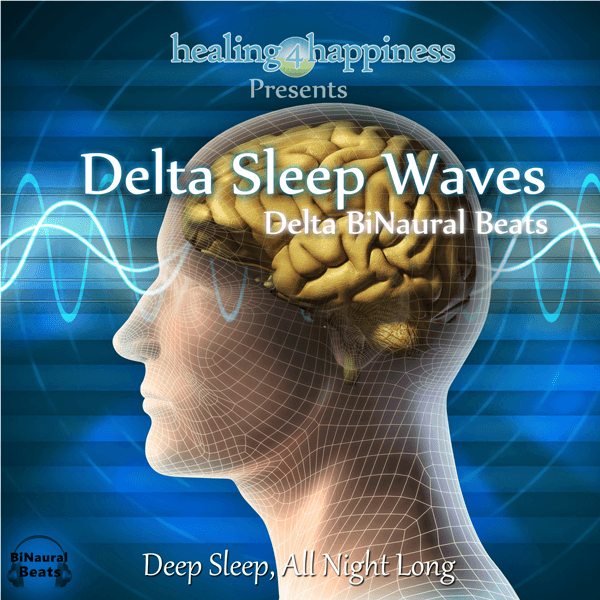 healing4happiness
Presents
Delta Sleep Waves
Delta BiNaural Beats
Deep Sleep, All Night Long
BiNaural
Beats